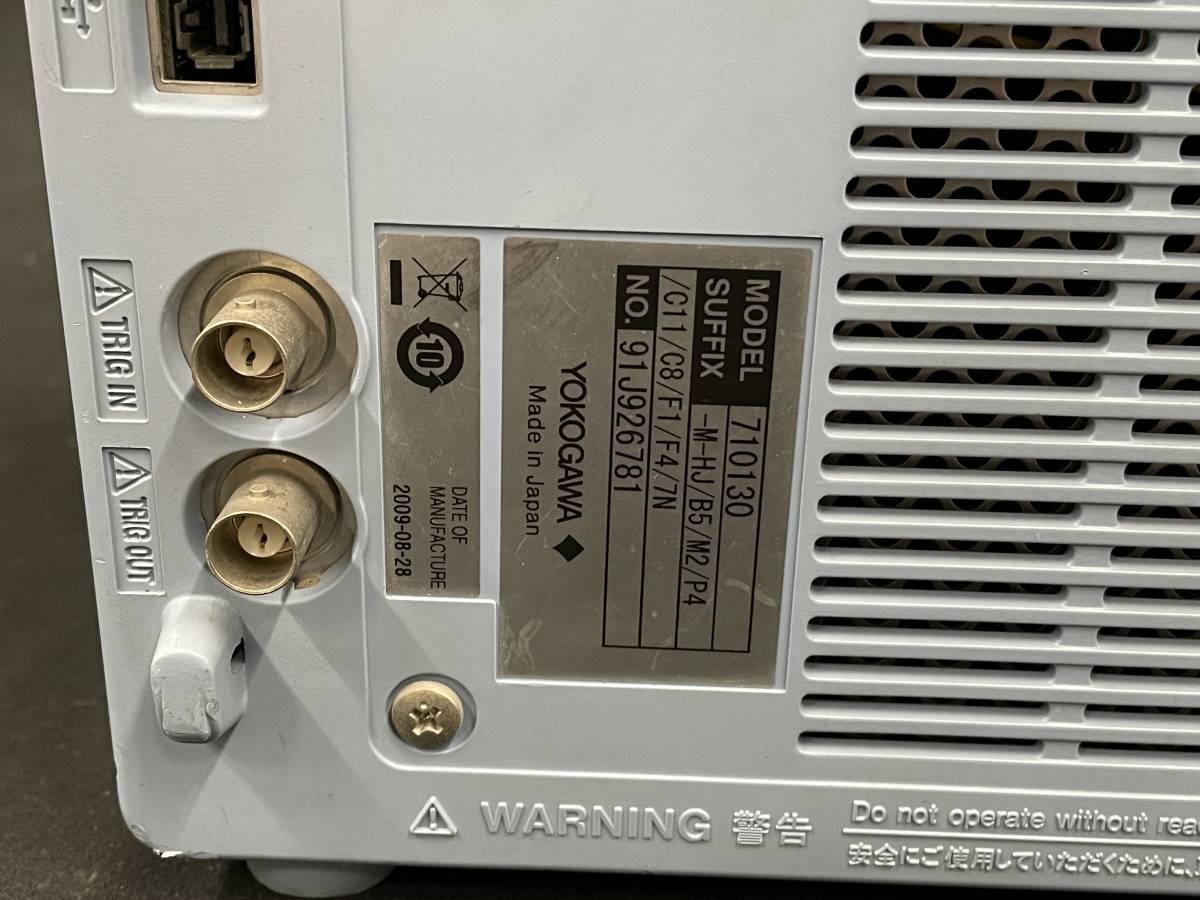 TRIG IN
TRIG OUT
10
DATE OF
MANUFACTURE
2009-08-28
MODEL 710130
SUFFIX -M-HJ/B5/M2/P4
/G11/G8/F1/F4/7N
NO. 91J926781
YOKOGAWA
Made in Japan
WARNING 警告
Do not operate without rea
安全にご使用していただくために、